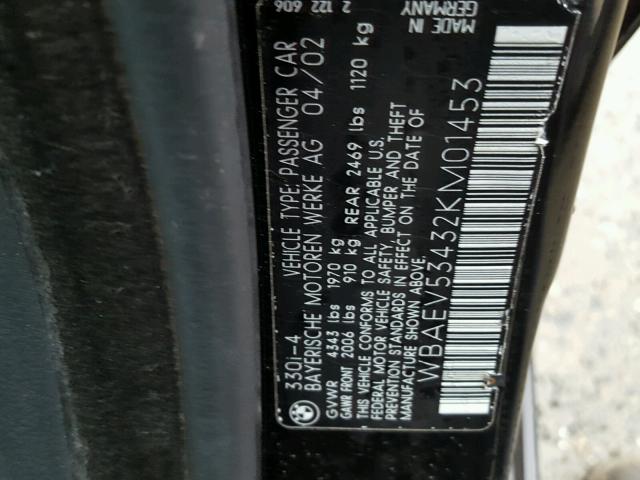 330i-4 VEHICLE TYPE: PASSENGER CAR
BAYERISCHE MOTOREN WERKE AG 04/02
GVWR 4343 lbs 1970 kg
GAWR FRONT 2006 lbs 910 kg REAR 2469 lbs 1120 kg
THIS VEHICLE CONFORMS TO ALL APPLICABLE U.S.
FEDERAL MOTOR VEHICLE SAFETY, BUMPER AND THEFT
PREVENTION STANDARDS IN EFFECT ON THE DATE OF
MANUFACTURE SHOWN ABOVE.
WBAEV53432KM01453
2 122 606
MADE IN
GERMANY